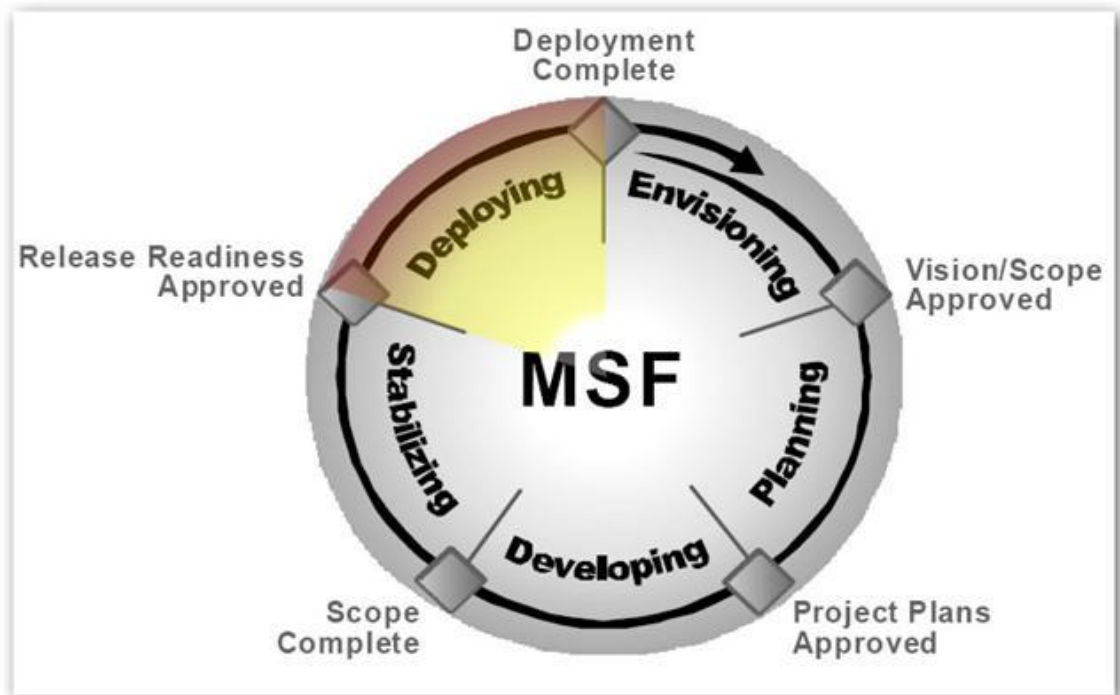 Deployment
Complete
Deploying
Envisioning
Release Readiness
Approved
Vision/Scope
Approved
MSF
Stabilizing
Planning
Developing
Scope
Complete
Project Plans
Approved